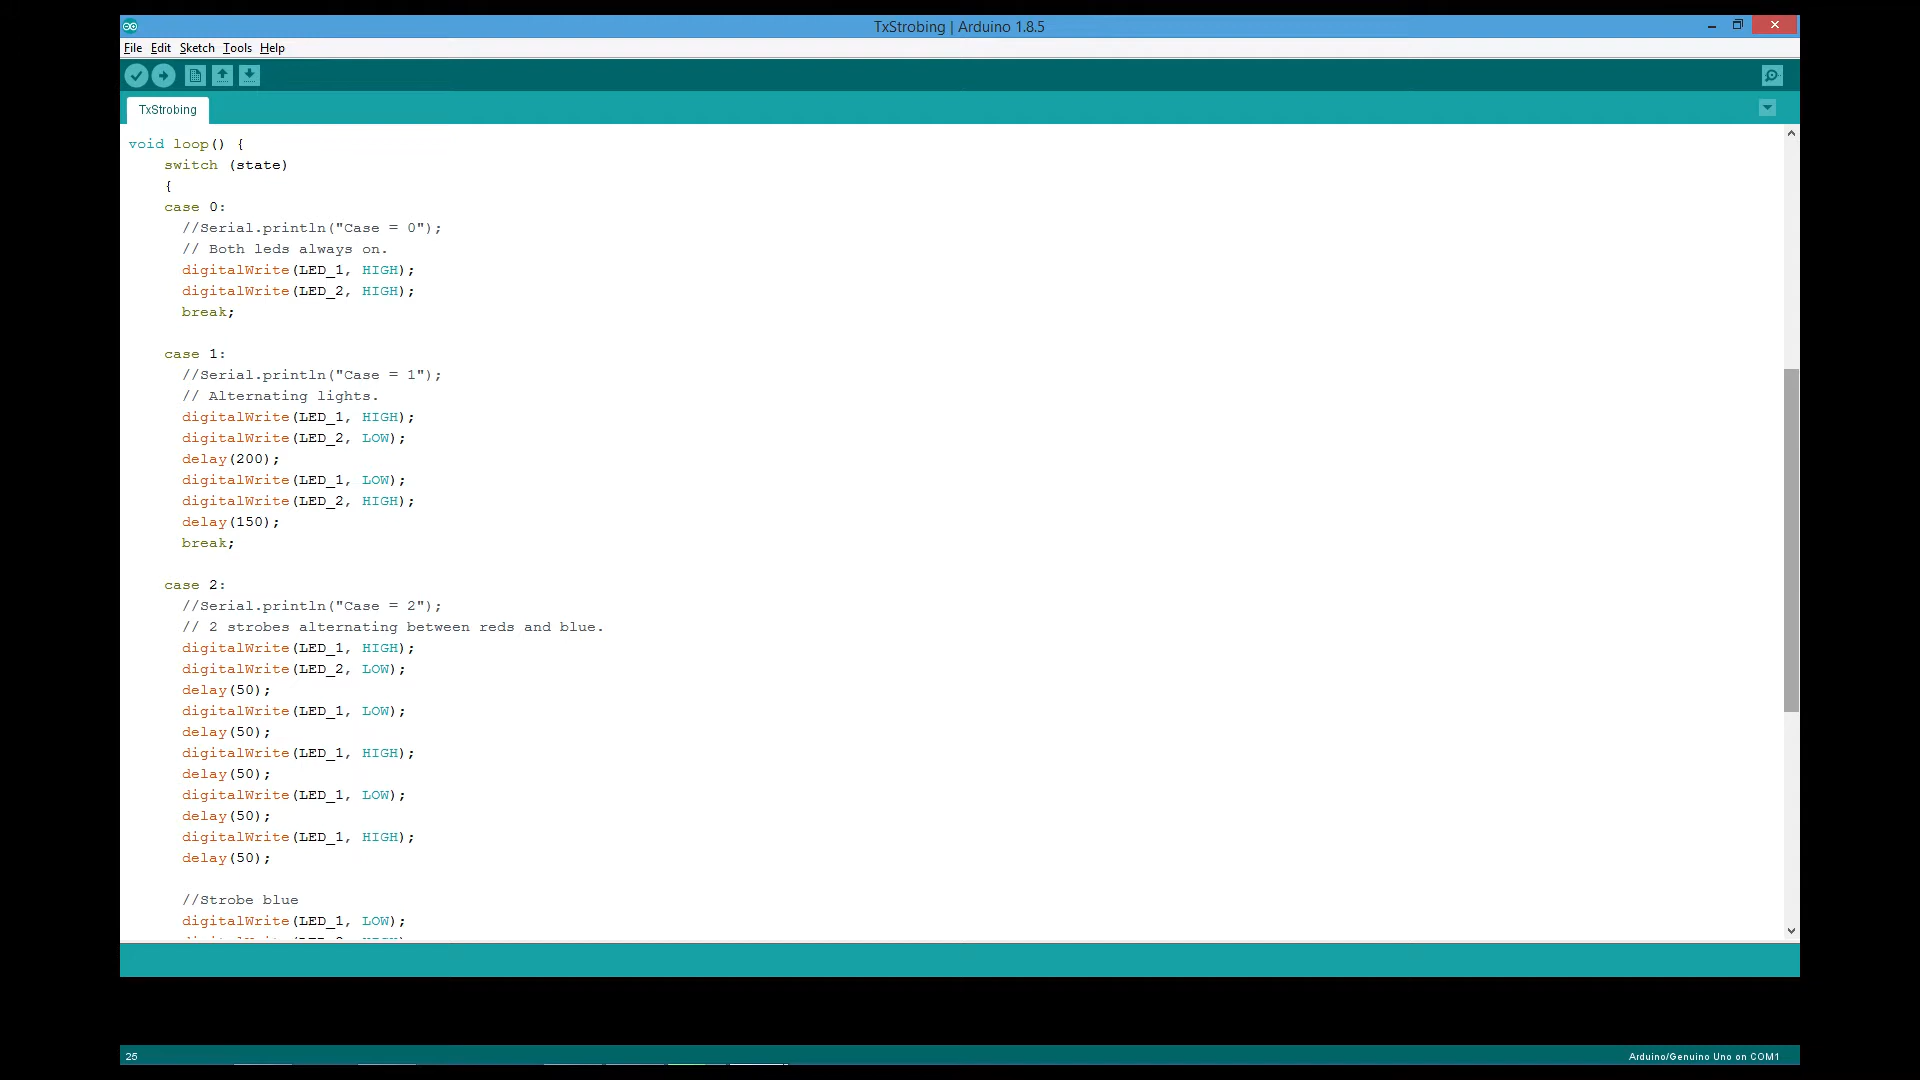 TxStrobing | Arduino 1.8.5
File Edit Sketch Tools Help
TxStrobing
void loop() {
switch (state)
{
case 0:
//Serial.println("Case = 0");
// Both leds always on.
digitalWrite(LED_1, HIGH);
digitalWrite(LED_2, HIGH);
break;
case 1:
//Serial.println("Case = 1");
// Alternating lights.
digitalWrite(LED_1, HIGH);
digitalWrite(LED_2, LOW);
delay(200);
digitalWrite(LED_1, LOW);
digitalWrite(LED_2, HIGH);
delay(150);
break;
case 2:
//Serial.println("Case = 2");
// 2 strobes alternating between reds and blue.
digitalWrite(LED_1, HIGH);
digitalWrite(LED_2, LOW);
delay(50);
digitalWrite(LED_1, LOW);
delay(50);
digitalWrite(LED_1, HIGH);
delay(50);
digitalWrite(LED_1, LOW);
delay(50);
digitalWrite(LED_1, HIGH);
delay(50);
//Strobe blue
digitalWrite(LED_1, LOW);
25
Arduino/Genuino Uno on COM1